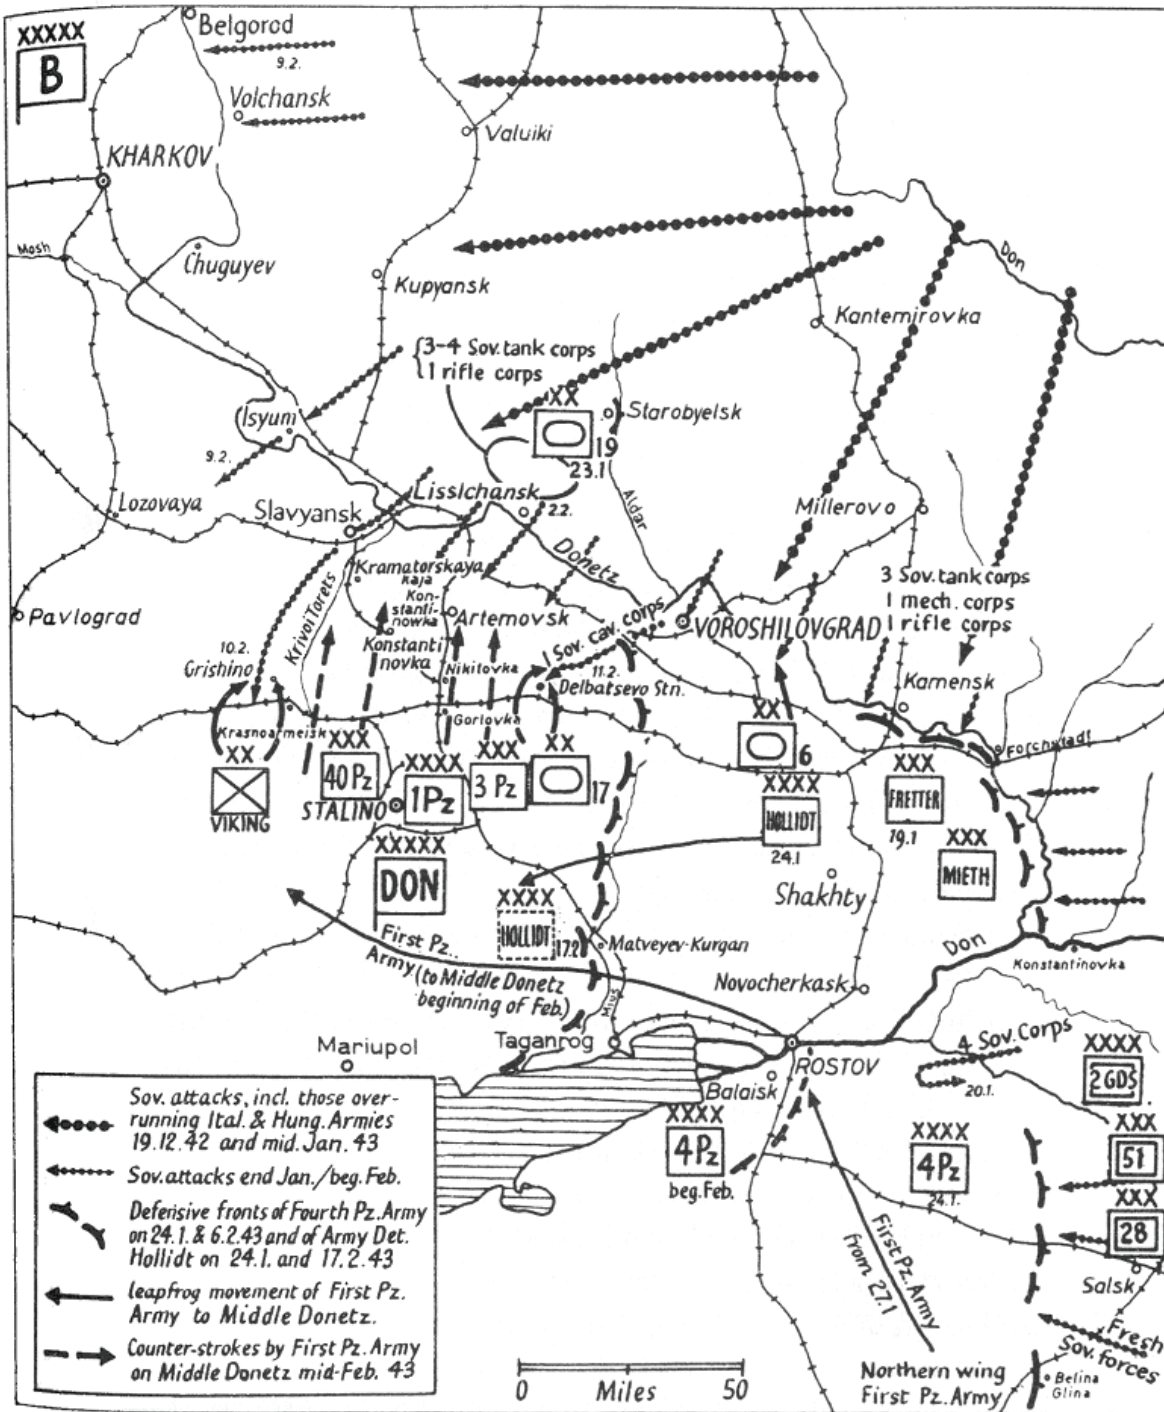 XXXXX
B
Belgorod
9.2.
Volchansk
Valuiki
KHARKOV
Mosh
Chuguyev
Kupyansk
Don
Kantemirovka
3-4 Sov. tank corps
1 rifle corps
XX
19
23.1
Starobyelsk
Isyum
9.2.
Lozovaya
Slavyansk
Lissichansk
2.2.
Aldar
Donetz
Millerovo
3 Sov. tank corps
1 mech. corps
1 rifle corps
Pavlograd
Krivoi Torets
Kramatorskaya
kaja
Kon-
stanti-
nowka
Artemovsk
Konstanti
novka
Nikitovka
1 Sov. cav. corps
VOROSHILOVGRAD
10.2.
Grishino
11.2.
Delbatsevo Stn.
Kamensk
Krasnoarmeisk
Gorlovka
Forchstadt
XX
VIKING
XXX
40 Pz
STALINO
XXXX
1 Pz
XXX
3 Pz
XX
17
XX
6
XXXX
HOLLIDT
24.1
XXX
FRETTER
19.1
XXX
MIETH
XXXXX
DON
XXXX
HOLLIDT
17.2
Shakhty
Matveyev-Kurgan
Don
Konstantinovka
First Pz.
Army (to Middle Donetz
beginning of Feb.)
Mius
Novocherkask
Mariupol
Taganrog
ROSTOV
Balaisk
4 Sov. Corps
20.1.
XXXX
2 GDS
XXXX
4 Pz
beg. Feb.
XXXX
4 Pz
24.1.
XXX
51
XXX
28
Salsk
First Pz. Army
from 27.1
Fresh
Sov. forces
Northern wing
First Pz. Army
Belina
Glina
Sov. attacks, incl. those over-
running Ital. & Hung. Armies
19.12.42 and mid. Jan. 43
Sov. attacks end Jan./beg. Feb.
Defensive fronts of Fourth Pz. Army
on 24.1. & 6.2.43 and of Army Det.
Hollidt on 24.1. and 17.2.43
leapfrog movement of First Pz.
Army to Middle Donetz.
Counter-strokes by First Pz. Army
on Middle Donetz mid-Feb. 43
0
Miles
50